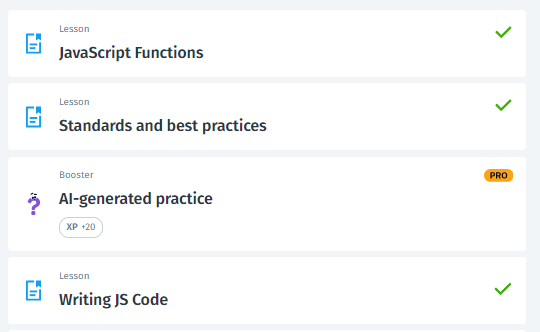 Lesson
JavaScript Functions
Lesson
Standards and best practices
Booster
PRO
AI-generated practice
XP +20
Lesson
Writing JS Code